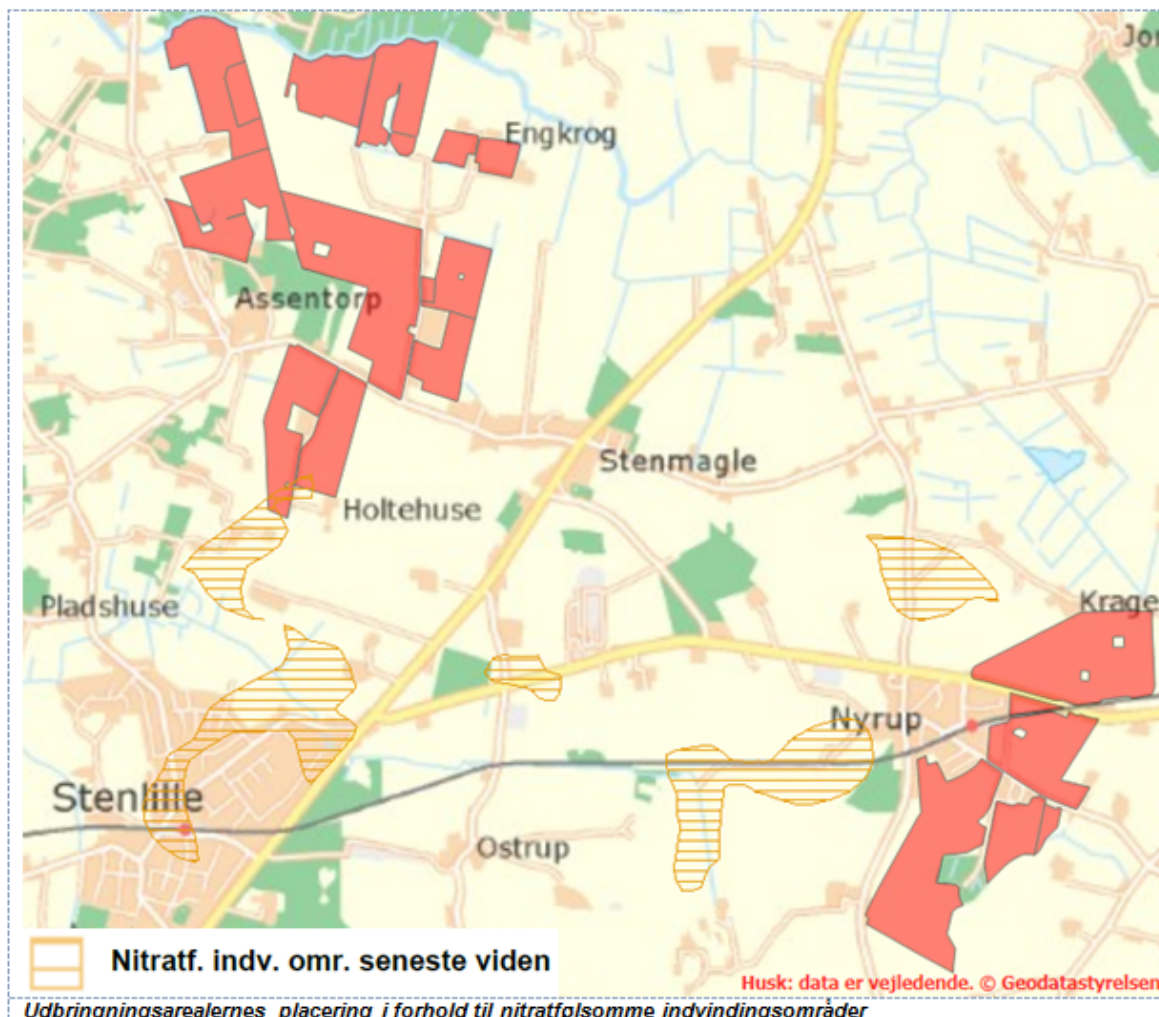 Jor
Engkrog
Assentorp
Stenmagle
Holtehuse
Pladshuse
Krage
Nyrup
Stenlille
Ostrup
Nitratf. indv. omr. seneste viden
Husk: data er vejledende. © Geodatastyrelsen
Udbringningsarealernes placering i forhold til nitratfølsomme indvindingsområder